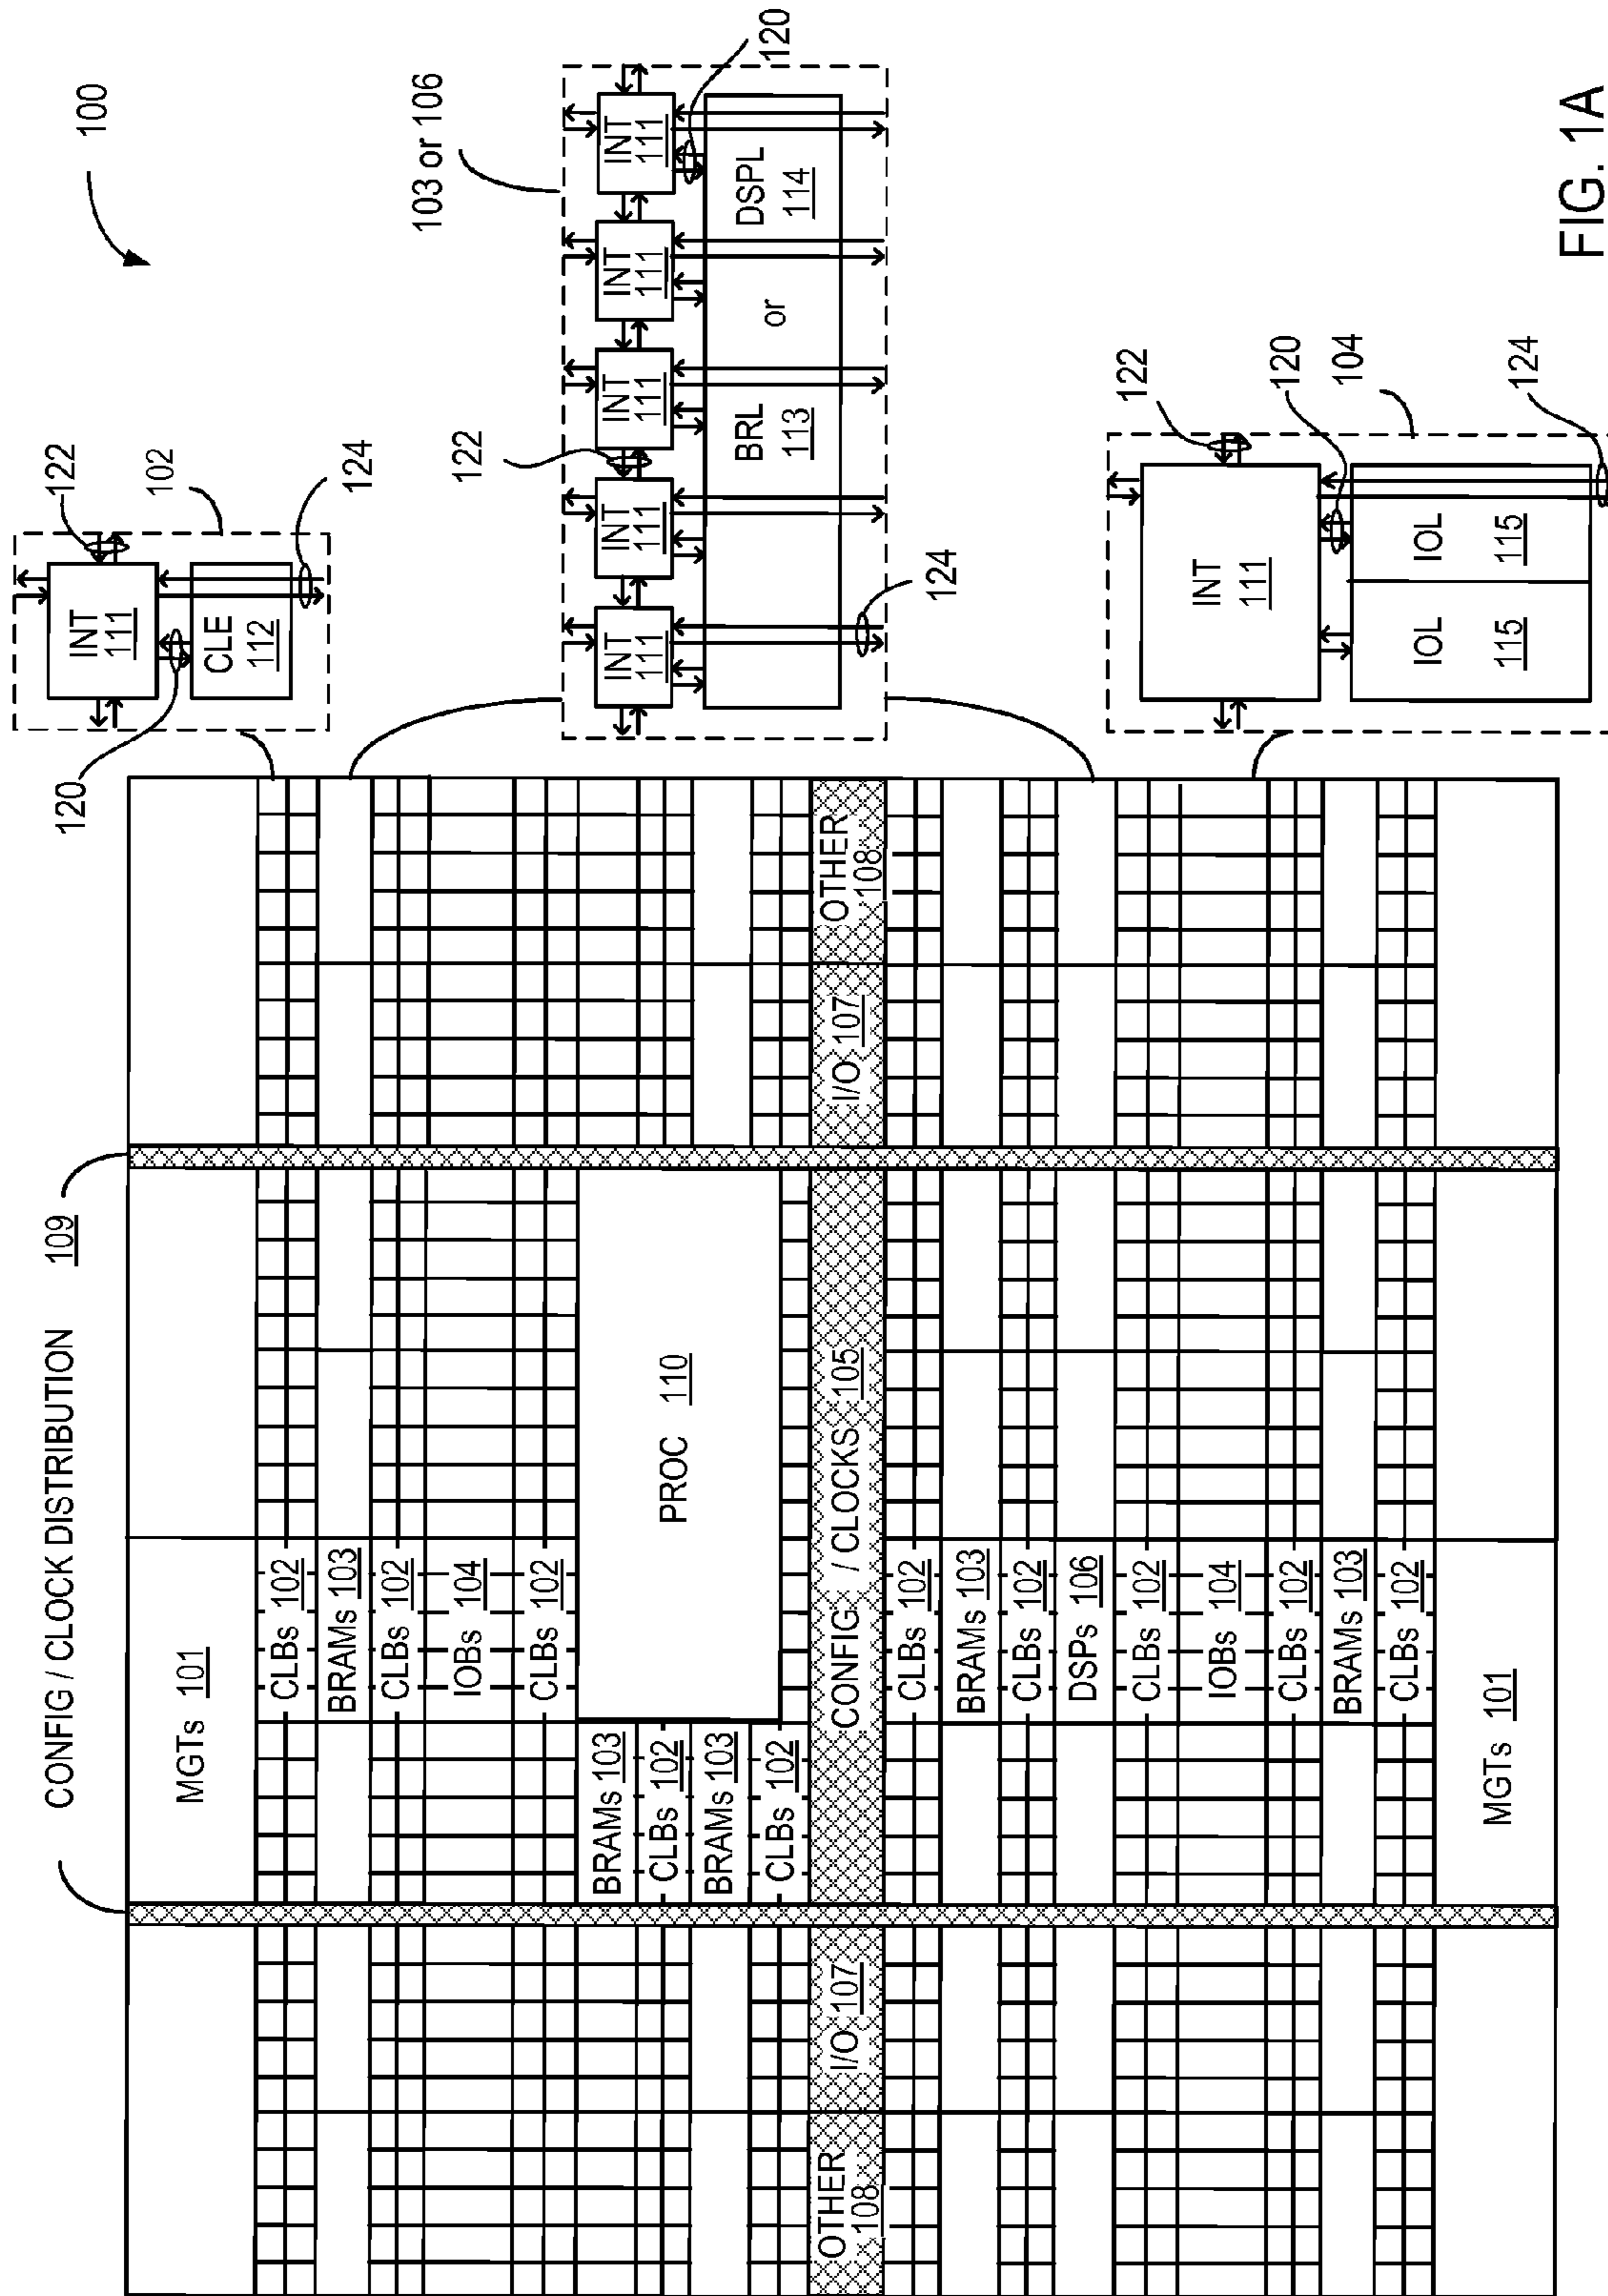 CONFIG / CLOCK DISTRIBUTION 109
100
MGTs 101
CLBs 102
BRAMs 103
CLBs 102
IOBs 104
CLBs 102
BRAMs 103
CLBs 102
BRAMs 103
CLBs 102
PROC 110
OTHER
108
I/O 107
CONFIG / CLOCKS 105
I/O 107
OTHER
108
CLBs 102
BRAMs 103
CLBs 102
DSPs 106
CLBs 102
IOBs 104
CLBs 102
BRAMs 103
CLBs 102
MGTs 101
122
120
INT
111
102
CLE
112
124
103 or 106
122
INT
111
INT
111
INT
111
INT
111
INT
111
120
BRL
113
or
DSPL
114
124
122
INT
111
120
104
IOL
115
IOL
115
124
FIG. 1A